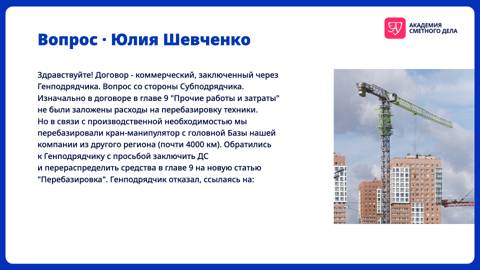 Вопрос · Юлия Шевченко
АКАДЕМИЯ
СМЕТНОГО ДЕЛА
Здравствуйте! Договор - коммерческий, заключенный через
Генподрядчика. Вопрос со стороны Субподрядчика.
Изначально в договоре в главе 9 "Прочие работы и затраты"
не были заложены расходы на перебазировку техники.
Но в связи с производственной необходимостью мы
перебазировали кран-манипулятор с головной Базы нашей
компании из другого региона (почти 4000 км). Обратились
к Генподрядчику с просьбой заключить ДС
и перераспределить средства в главе 9 на новую статью
"Перебазировка". Генподрядчик отказал, ссылаясь на: